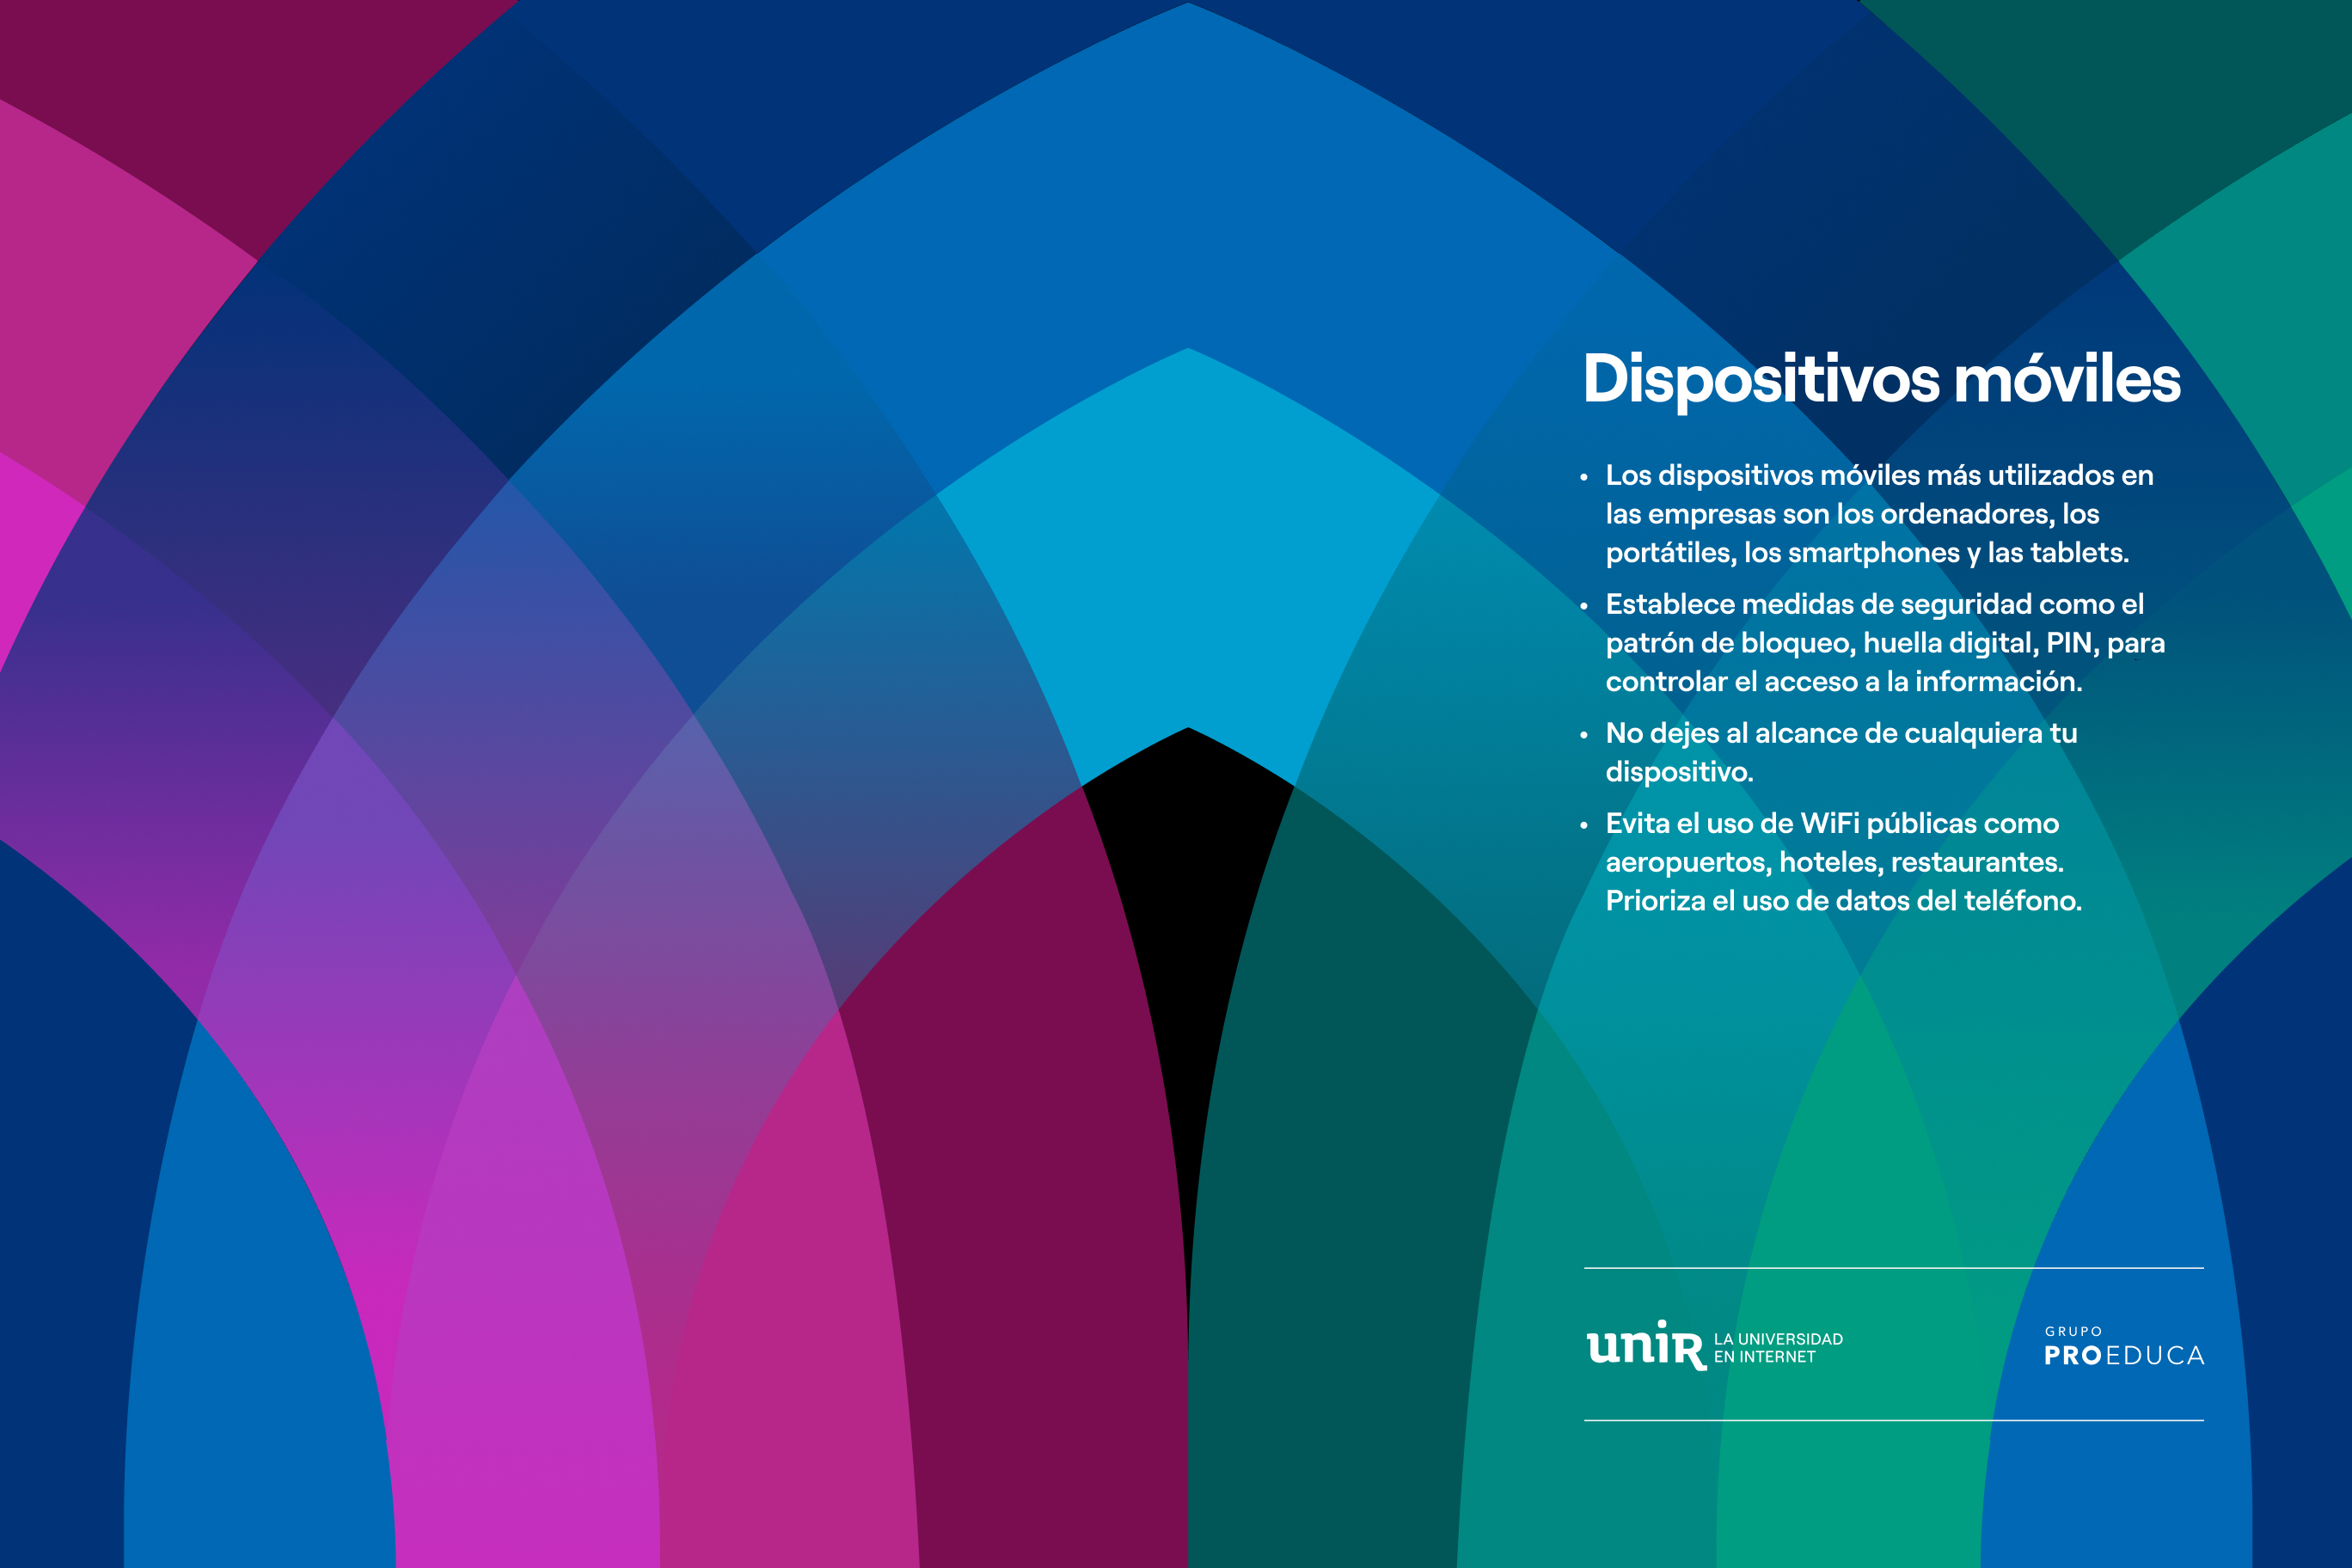 Dispositivos móviles
• Los dispositivos móviles más utilizados en
las empresas son los ordenadores, los
portátiles, los smartphones y las tablets.
• Establece medidas de seguridad como el
patrón de bloqueo, huella digital, PIN, para
controlar el acceso a la información.
• No dejes al alcance de cualquiera tu
dispositivo.
• Evita el uso de WiFi públicas como
aeropuertos, hoteles, restaurantes.
Prioriza el uso de datos del teléfono.
unir LA UNIVERSIDAD
EN INTERNET
GRUPO
PROEDUCA